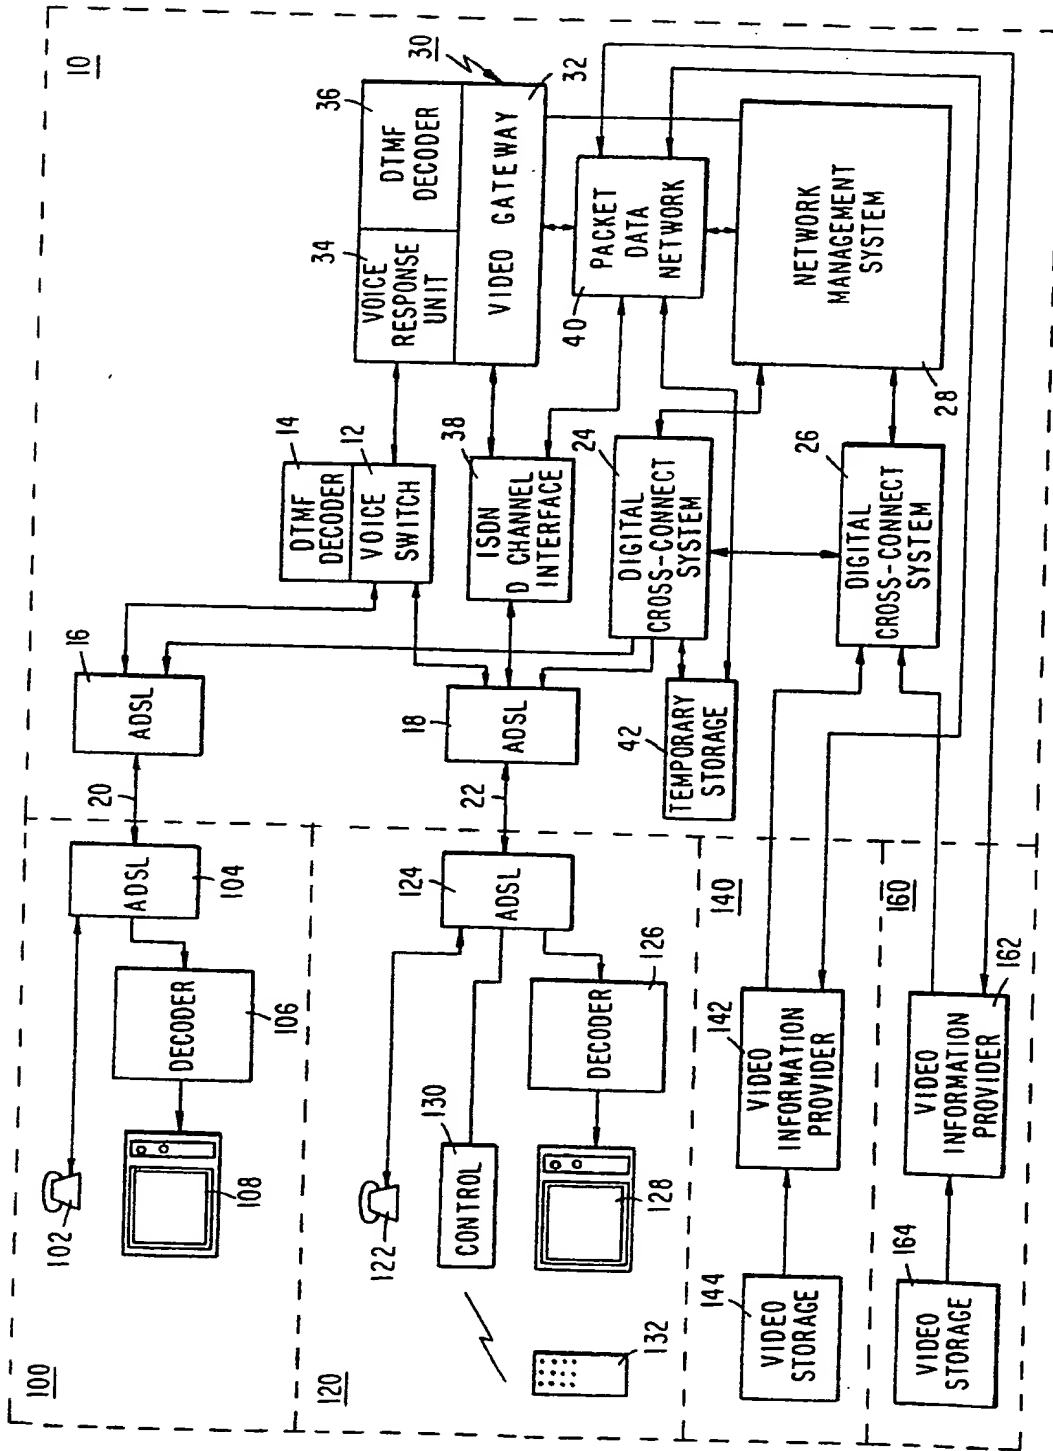 10
30
36
DTMF
DECODER
34
VOICE
RESPONSE
UNIT
VIDEO GATEWAY
32
14
DTMF
DECODER
12
VOICE
SWITCH
38
ISDN
D CHANNEL
INTERFACE
40
PACKET
DATA
NETWORK
24
DIGITAL
CROSS-CONNECT
SYSTEM
26
DIGITAL
CROSS-CONNECT
SYSTEM
NETWORK
MANAGEMENT
SYSTEM
28
16
ADSL
18
ADSL
42
TEMPORARY
STORAGE
20
22
100
102
ADSL
104
DECODER
106
108
120
122
124
ADSL
130
CONTROL
DECODER
126
128
132
140
142
VIDEO
INFORMATION
PROVIDER
144
VIDEO
STORAGE
160
VIDEO
INFORMATION
PROVIDER
162
164
VIDEO
STORAGE